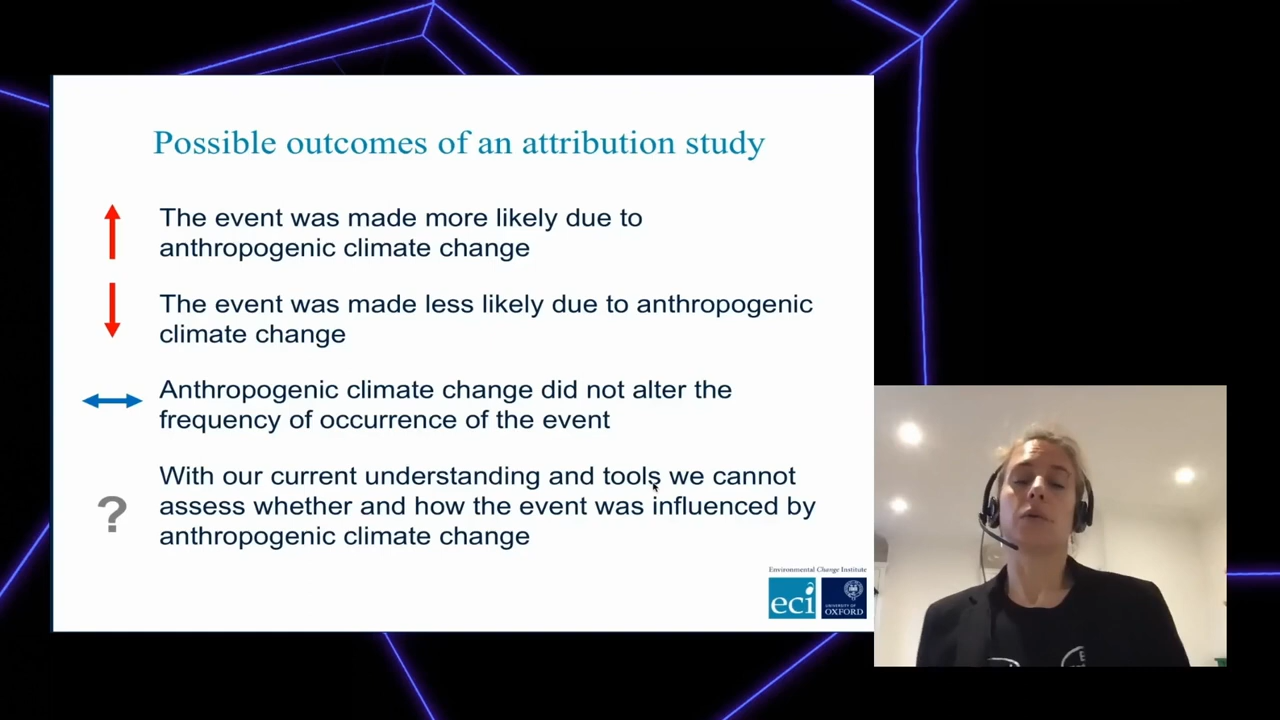 Possible outcomes of an attribution study
The event was made more likely due to
anthropogenic climate change
The event was made less likely due to anthropogenic
climate change
Anthropogenic climate change did not alter the
frequency of occurrence of the event
?
With our current understanding and tools we cannot
assess whether and how the event was influenced by
anthropogenic climate change
Environmental Change Institute
eci
UNIVERSITY OF
OXFORD